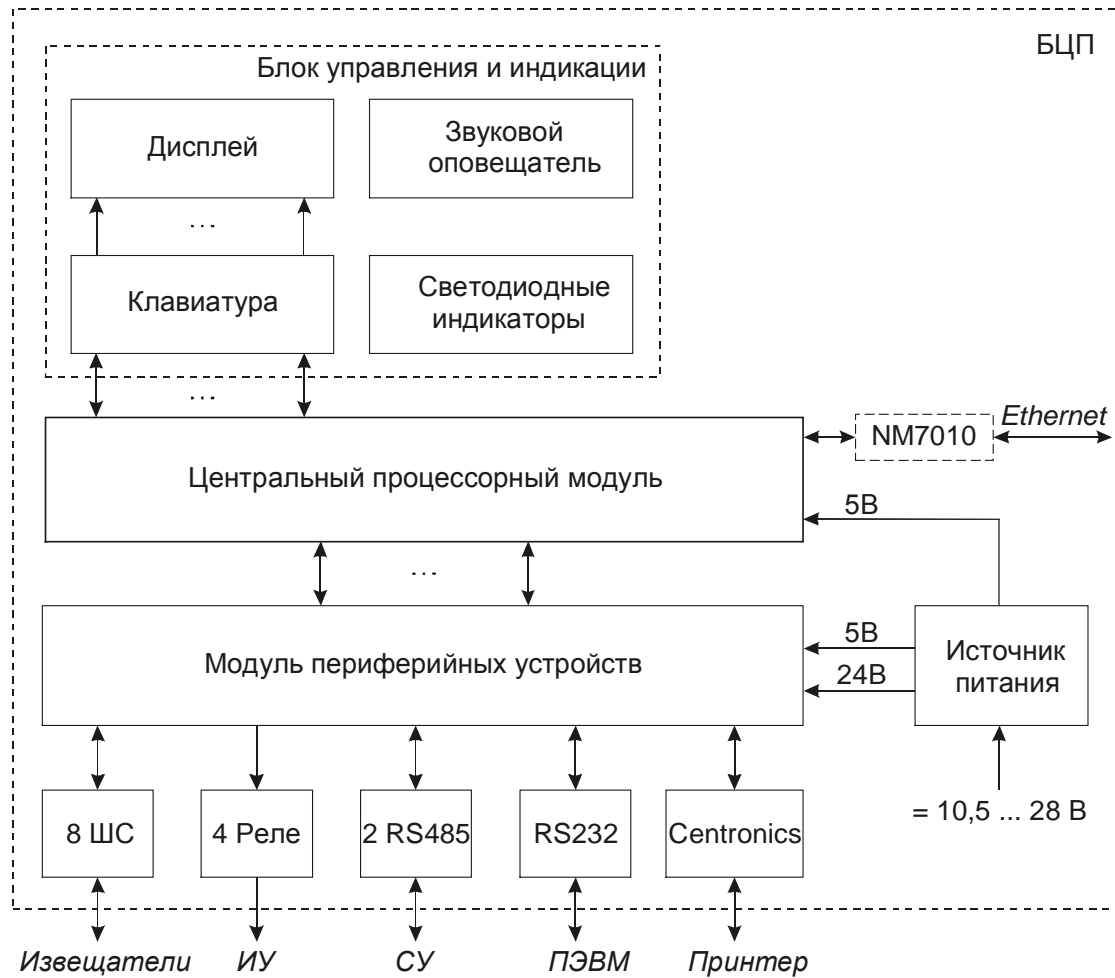 БЦП
Блок управления и индикации
Дисплей
Звуковой
оповещатель
...
Клавиатура
Светодиодные
индикаторы
...
Центральный процессорный модуль
NM7010
Ethernet
5В
...
Модуль периферийных устройств
5В
24В
Источник
питания
= 10,5 ... 28 В
8 ШС
4 Реле
2 RS485
RS232
Centronics
Извещатели
ИУ
СУ
ПЭВМ
Принтер